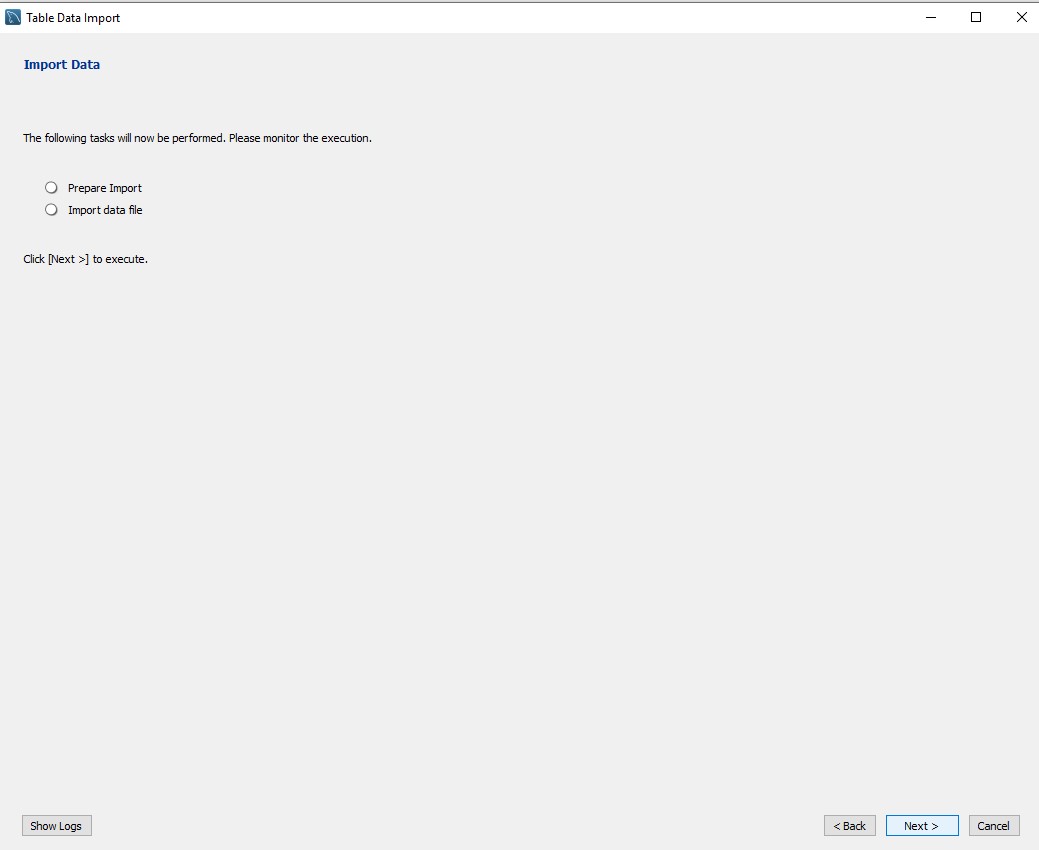 Table Data Import
Import Data
The following tasks will now be performed. Please monitor the execution.
Prepare Import
Import data file
Click [Next >] to execute.
Show Logs
< Back
Next >
Cancel